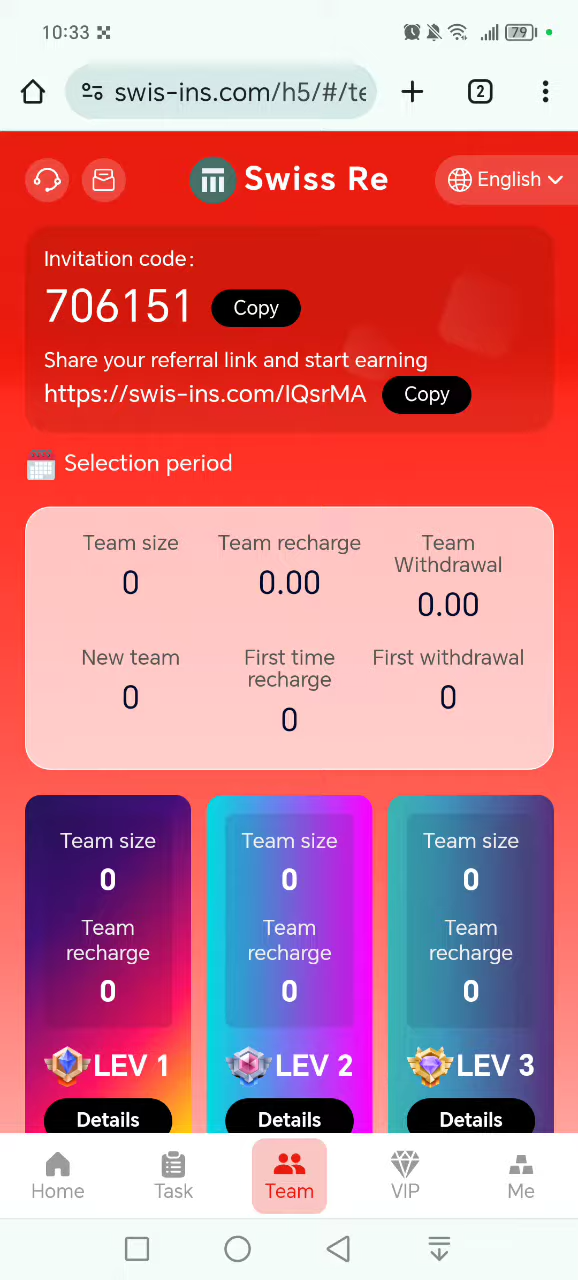 10:33
79
swis-ins.com/h5/#/te
2
Swiss Re
English
Invitation code:
706151
Copy
Share your referral link and start earning
https://swis-ins.com/IQsrMA
Copy
Selection period
Team size
Team recharge
Team
Withdrawal
0
0.00
0.00
New team
First time
recharge
First withdrawal
0
0
0
Team size
0
Team
recharge
0
LEV 1
Details
Team size
0
Team
recharge
0
LEV 2
Details
Team size
0
Team
recharge
0
LEV 3
Details
Home
Task
Team
VIP
Me